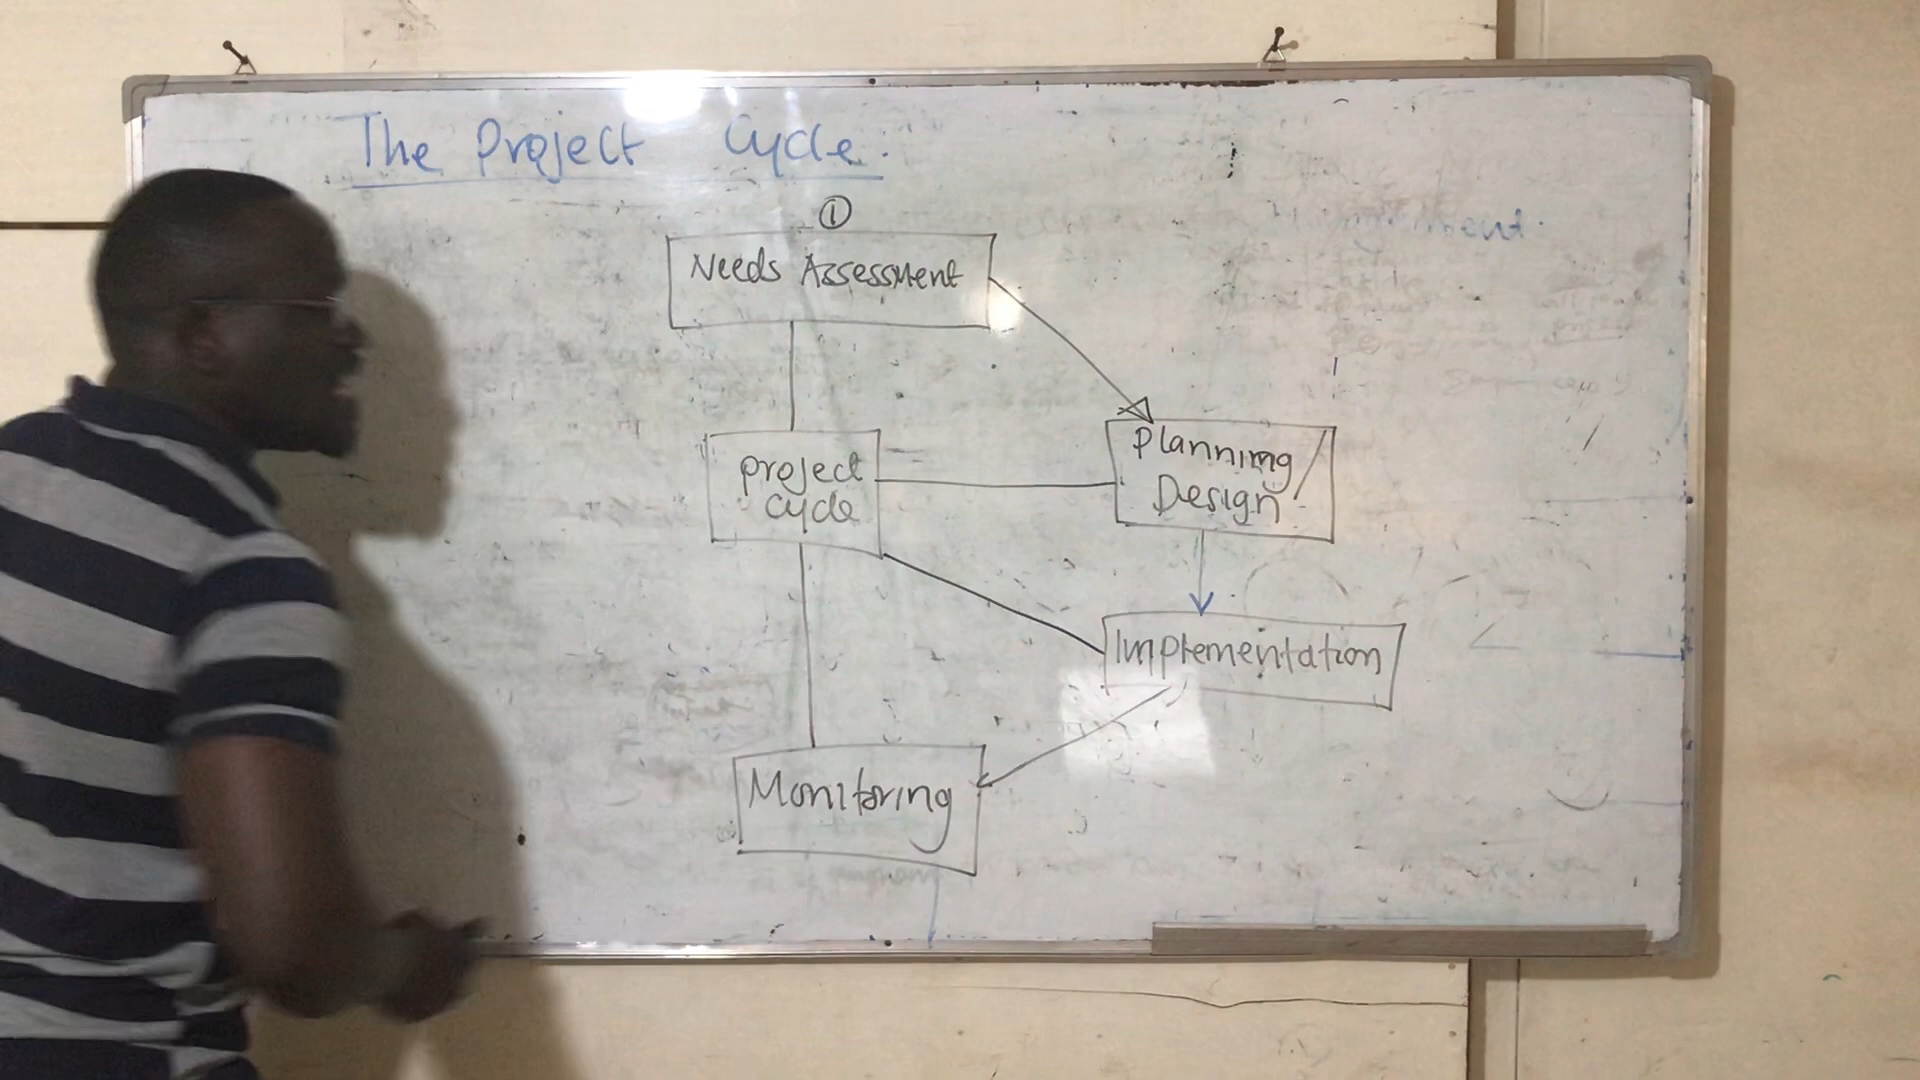 The Project Cycle.
①
Needs Assessment
Planning /
Design
project
cycle
Implementation
Monitoring